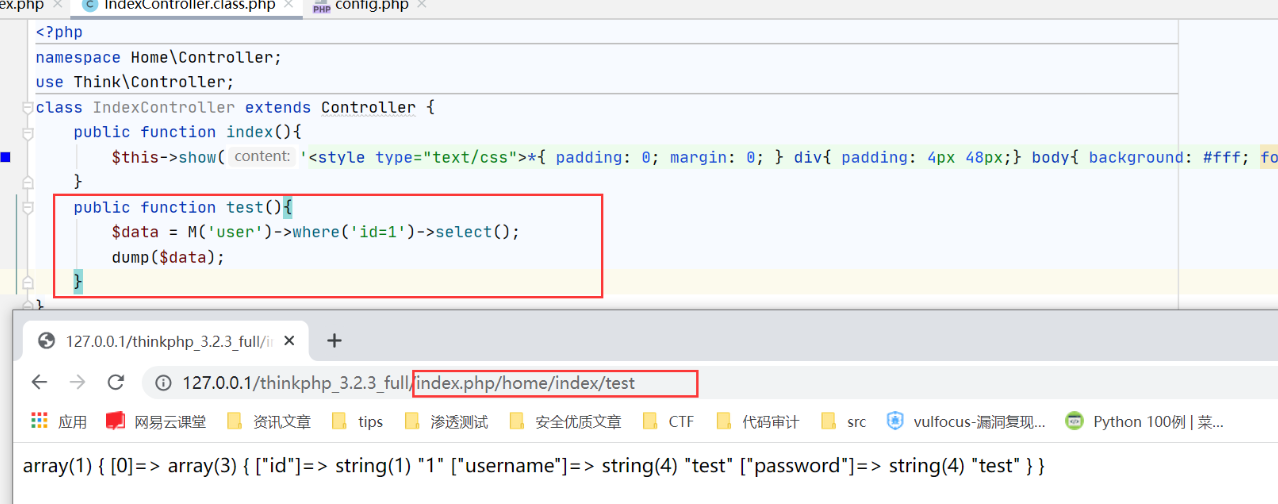 ex.php × C IndexController.class.php × PHP config.php ×
<?php
namespace Home\Controller;
use Think\Controller;
class IndexController extends Controller {
public function index(){
$this->show( content: '<style type="text/css">*{ padding: 0; margin: 0; } div{ padding: 4px 48px;} body{ background: #fff; fo
}
public function test(){
$data = M('user')->where('id=1')->select();
dump($data);
}
}
127.0.0.1/thinkphp_3.2.3_full/in × +
127.0.0.1/thinkphp_3.2.3_full/index.php/home/index/test
应用 网易云课堂 资讯文章 tips 渗透测试 安全优质文章 CTF 代码审计 src vulfocus-漏洞复现... Python 100例 | 菜...
array(1) { [0]=> array(3) { ["id"]=> string(1) "1" ["username"]=> string(4) "test" ["password"]=> string(4) "test" } }